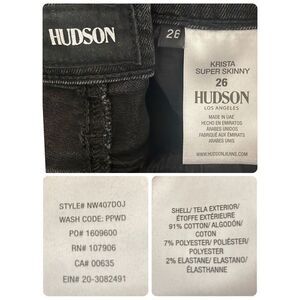 HUDSON
26
KRISTA
SUPER SKINNY
26
HUDSON
LOS ANGELES
MADE IN UAE
HECHO EN EMIRATOS
ARABES UNIDOS
FABRIQUÉ AUX ÉMIRATS
ARABES UNIS
WWW.HUDSONJEANS.COM
STYLE# NW407DOJ
WASH CODE: PPWD
PO# 1609600
RN# 107906
CA# 00635
EIN# 20-3082491
SHELL/ TELA EXTERIOR/
ÉTOFFE EXTÉRIEURE
91% COTTON/ ALGODÓN/
COTON
7% POLYESTER/ POLIÉSTER/
POLYESTER
2% ELASTANE/ ELASTANO/
ÉLASTHANNE